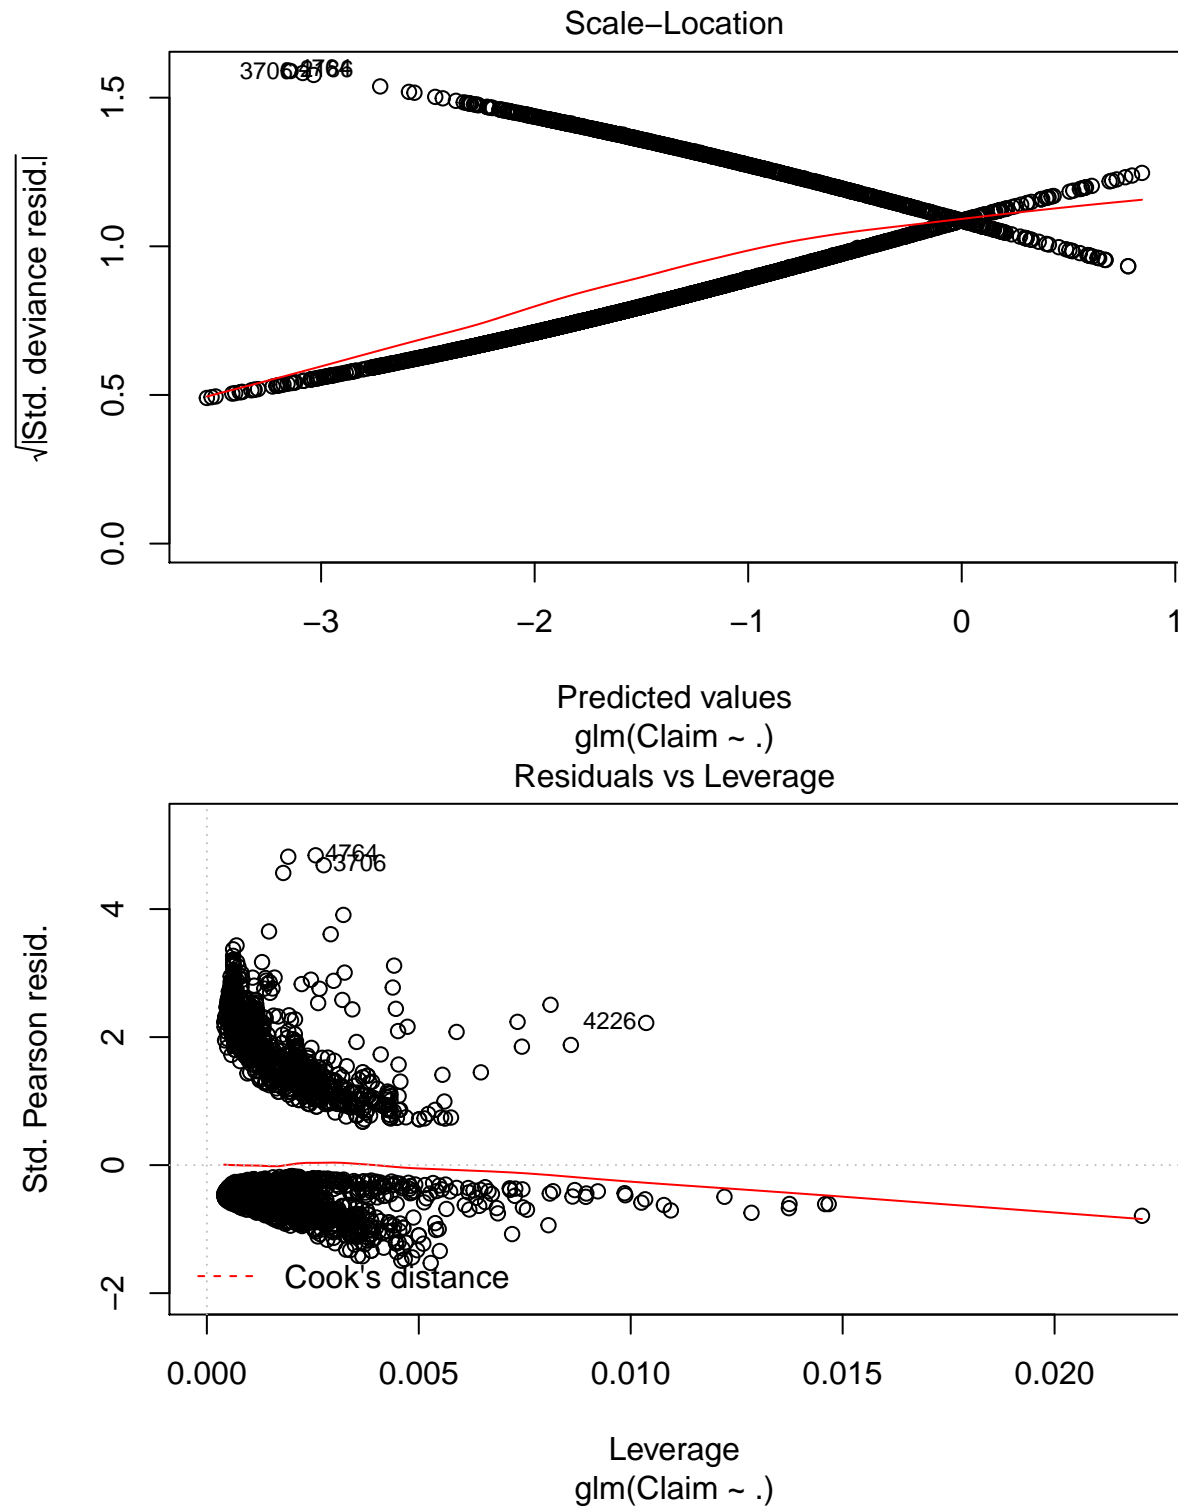 Scale−Location
3706
4764
1.5
1.0
0.5
0.0
√|Std. deviance resid.|
−3 −2 −1 0 1
Predicted values
glm(Claim ~ .)
Residuals vs Leverage
4764
3706
4226
4
2
0
−2
Std. Pearson resid.
Cook's distance
0.000 0.005 0.010 0.015 0.020
Leverage
glm(Claim ~ .)